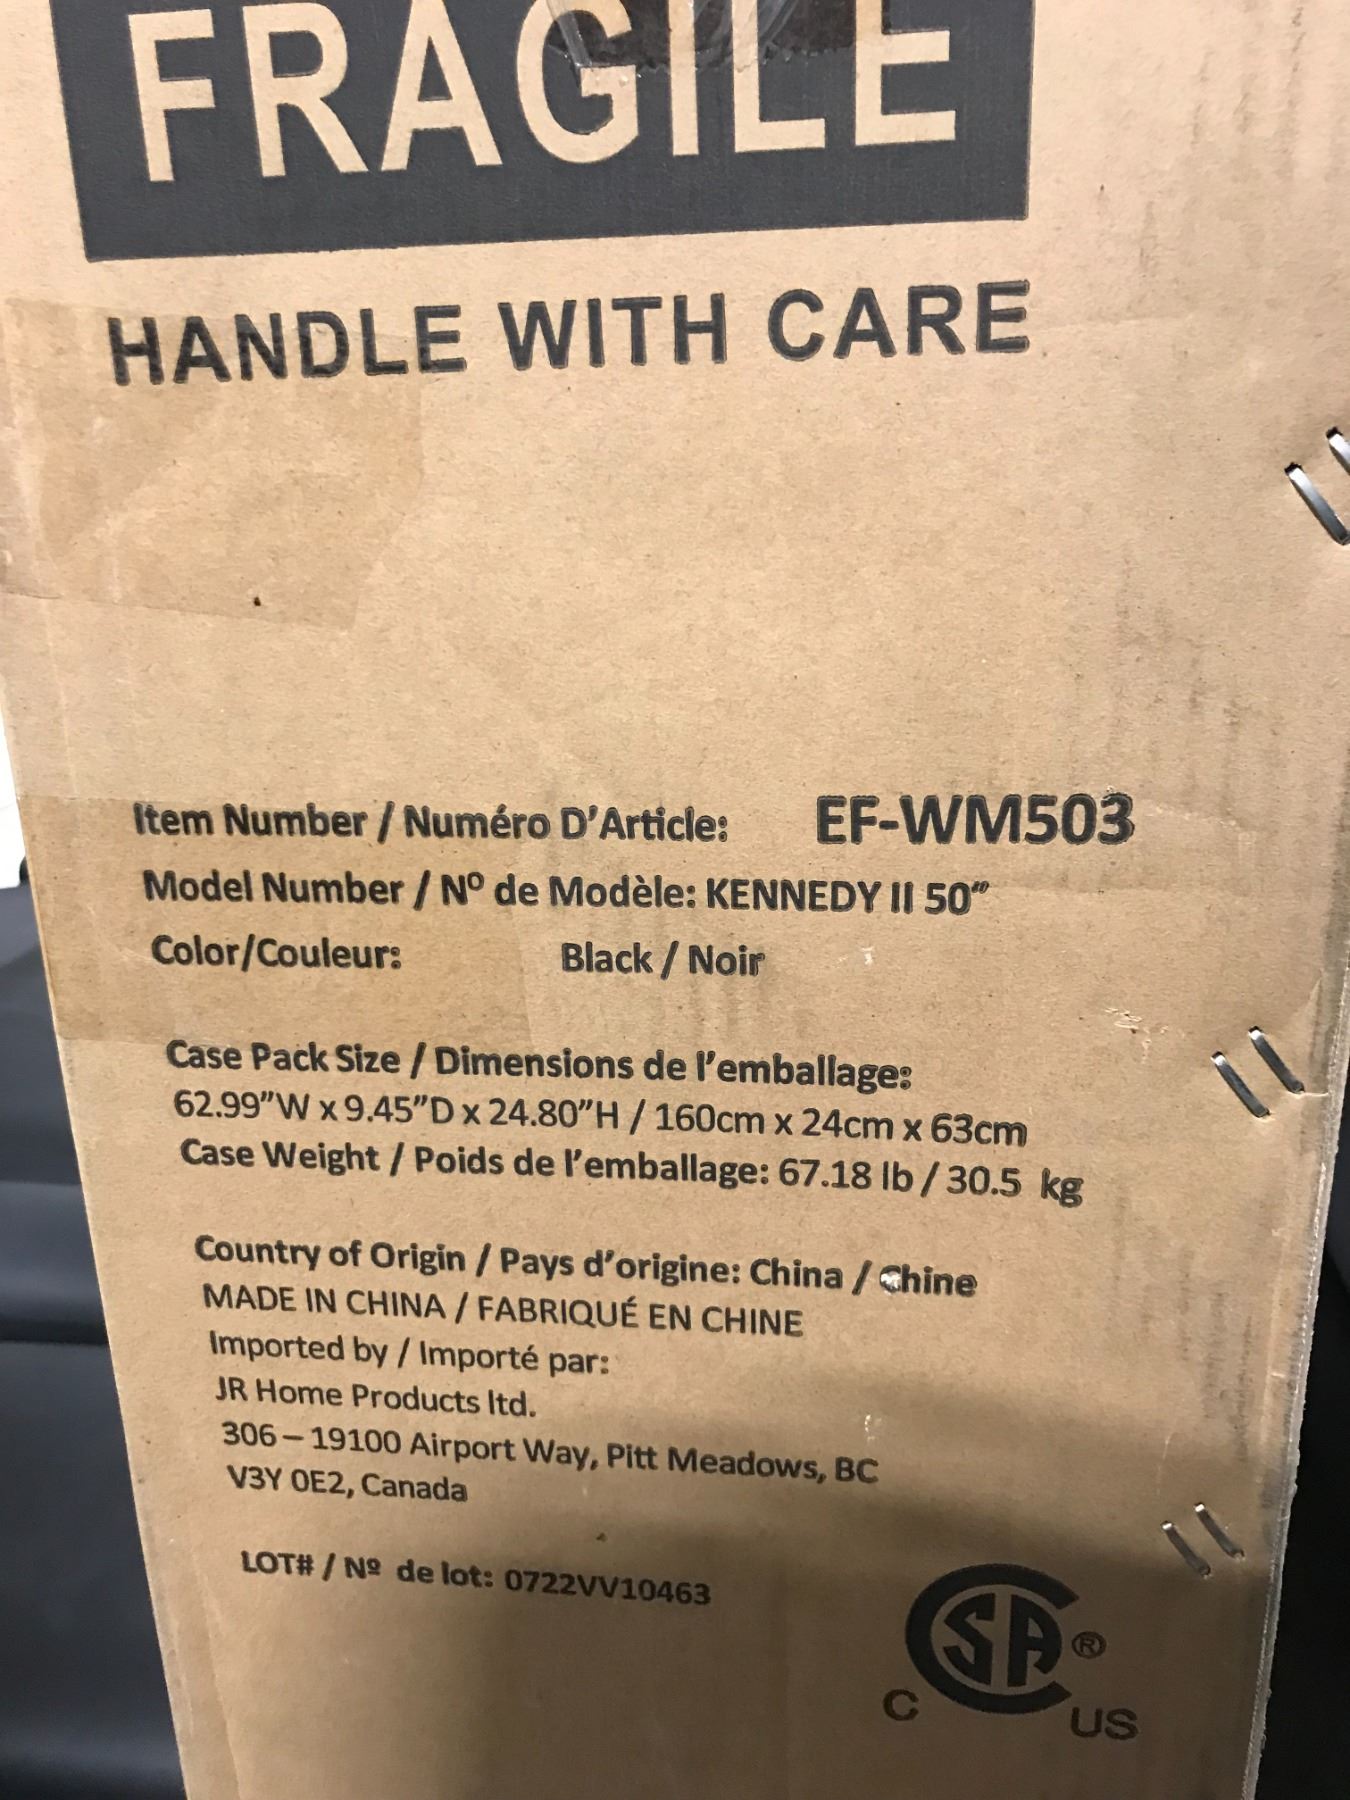 FRAGILE
HANDLE WITH CARE
Item Number / Numéro D'Article: EF-WM503
Model Number / Nº de Modèle: KENNEDY II 50"
Color/Couleur: Black / Noir
Case Pack Size / Dimensions de l'emballage:
62.99"W x 9.45"D x 24.80"H / 160cm x 24cm x 63cm
Case Weight / Poids de l'emballage: 67.18 lb / 30.5 kg
Country of Origin / Pays d'origine: China / Chine
MADE IN CHINA / FABRIQUÉ EN CHINE
Imported by / Importé par:
JR Home Products ltd.
306 – 19100 Airport Way, Pitt Meadows, BC
V3Y 0E2, Canada
LOT# / Nº de lot: 0722VV10463
CSA®
C US